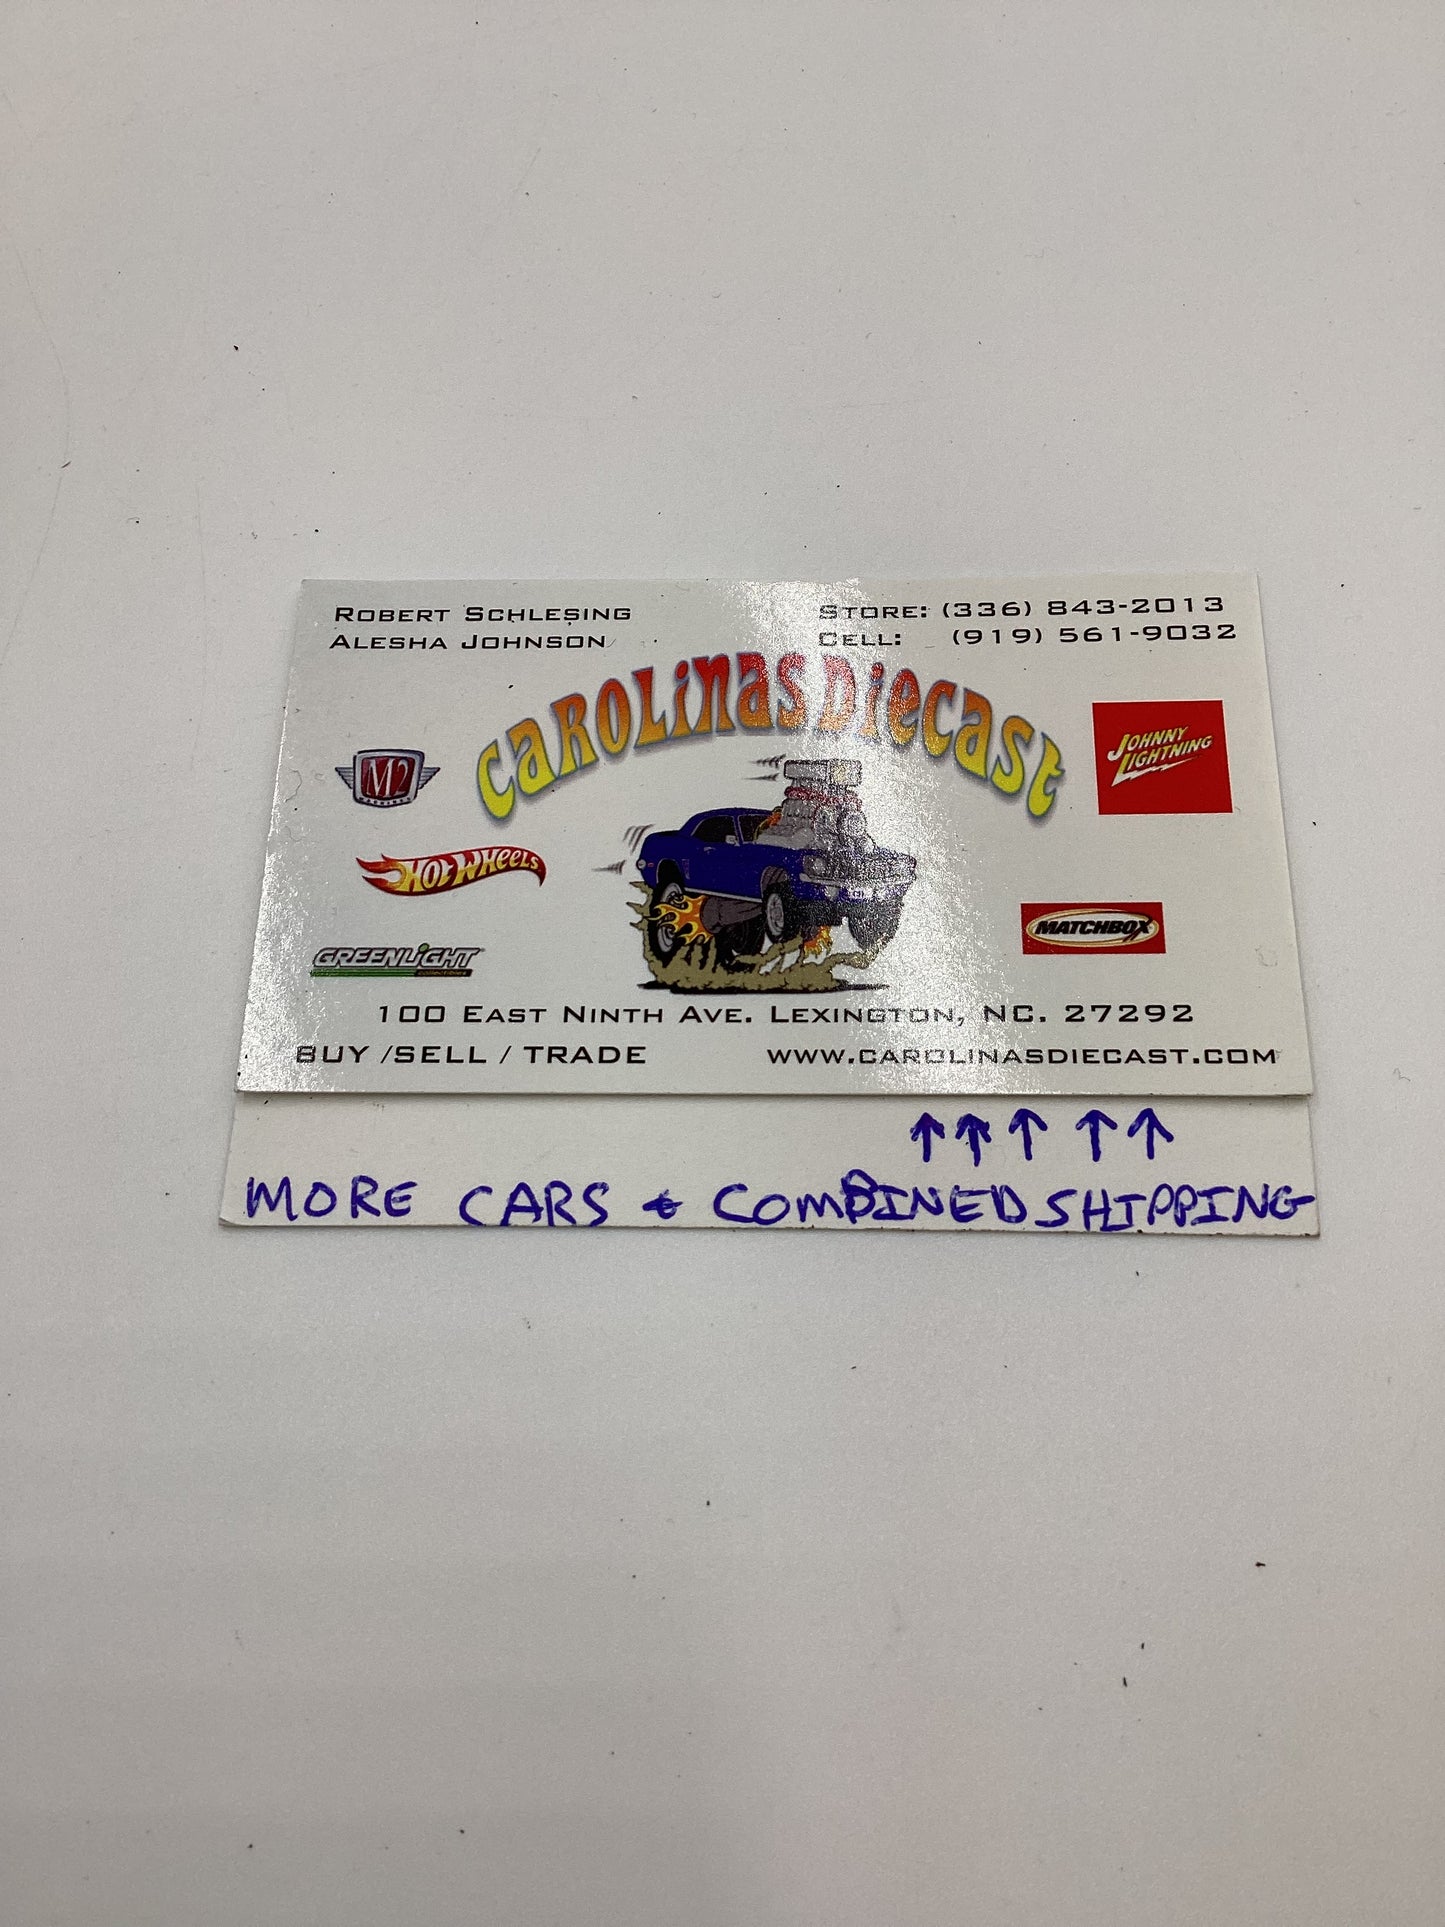 ROBERT SCHLESING
STORE: (336) 843-2013
ALESHA JOHNSON
CELL: (919) 561-9032
CAROLINAS DIECAST
M2
MACHINES
JOHNNY
LIGHTNING
HOT WHEELS
MATCHBOX
GREENLIGHT
collectibles
100 EAST NINTH AVE. LEXINGTON, NC. 27292
BUY /SELL / TRADE
WWW.CAROLINASDIECAST.COM
↑ ↑ ↑ ↑ ↑
MORE CARS & COMBINED SHIPPING